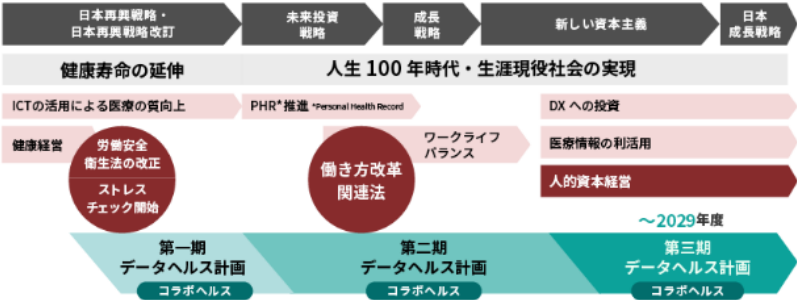 日本再興戦略・
日本再興戦略改訂
未来投資
戦略
成長
戦略
新しい資本主義
日本
成長戦略
健康寿命の延伸
人生100年時代・生涯現役社会の実現
ICTの活用による医療の質向上
PHR*推進 *Personal Health Record
DXへの投資
健康経営
労働安全
衛生法の改正
ストレス
チェック開始
働き方改革
関連法
ワークライフ
バランス
医療情報の利活用
人的資本経営
～2029年度
第一期
データヘルス計画
コラボヘルス
第二期
データヘルス計画
コラボヘルス
第三期
データヘルス計画
コラボヘルス